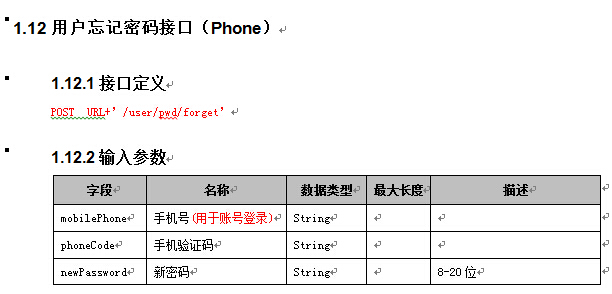 1.12 用户忘记密码接口（Phone）
1.12.1 接口定义
POST URL+’/user/pwd/forget’
1.12.2 输入参数
字段 名称 数据类型 最大长度 描述
mobilePhone 手机号(用于账号登录) String
phoneCode 手机验证码 String
newPassword 新密码 String 8-20位